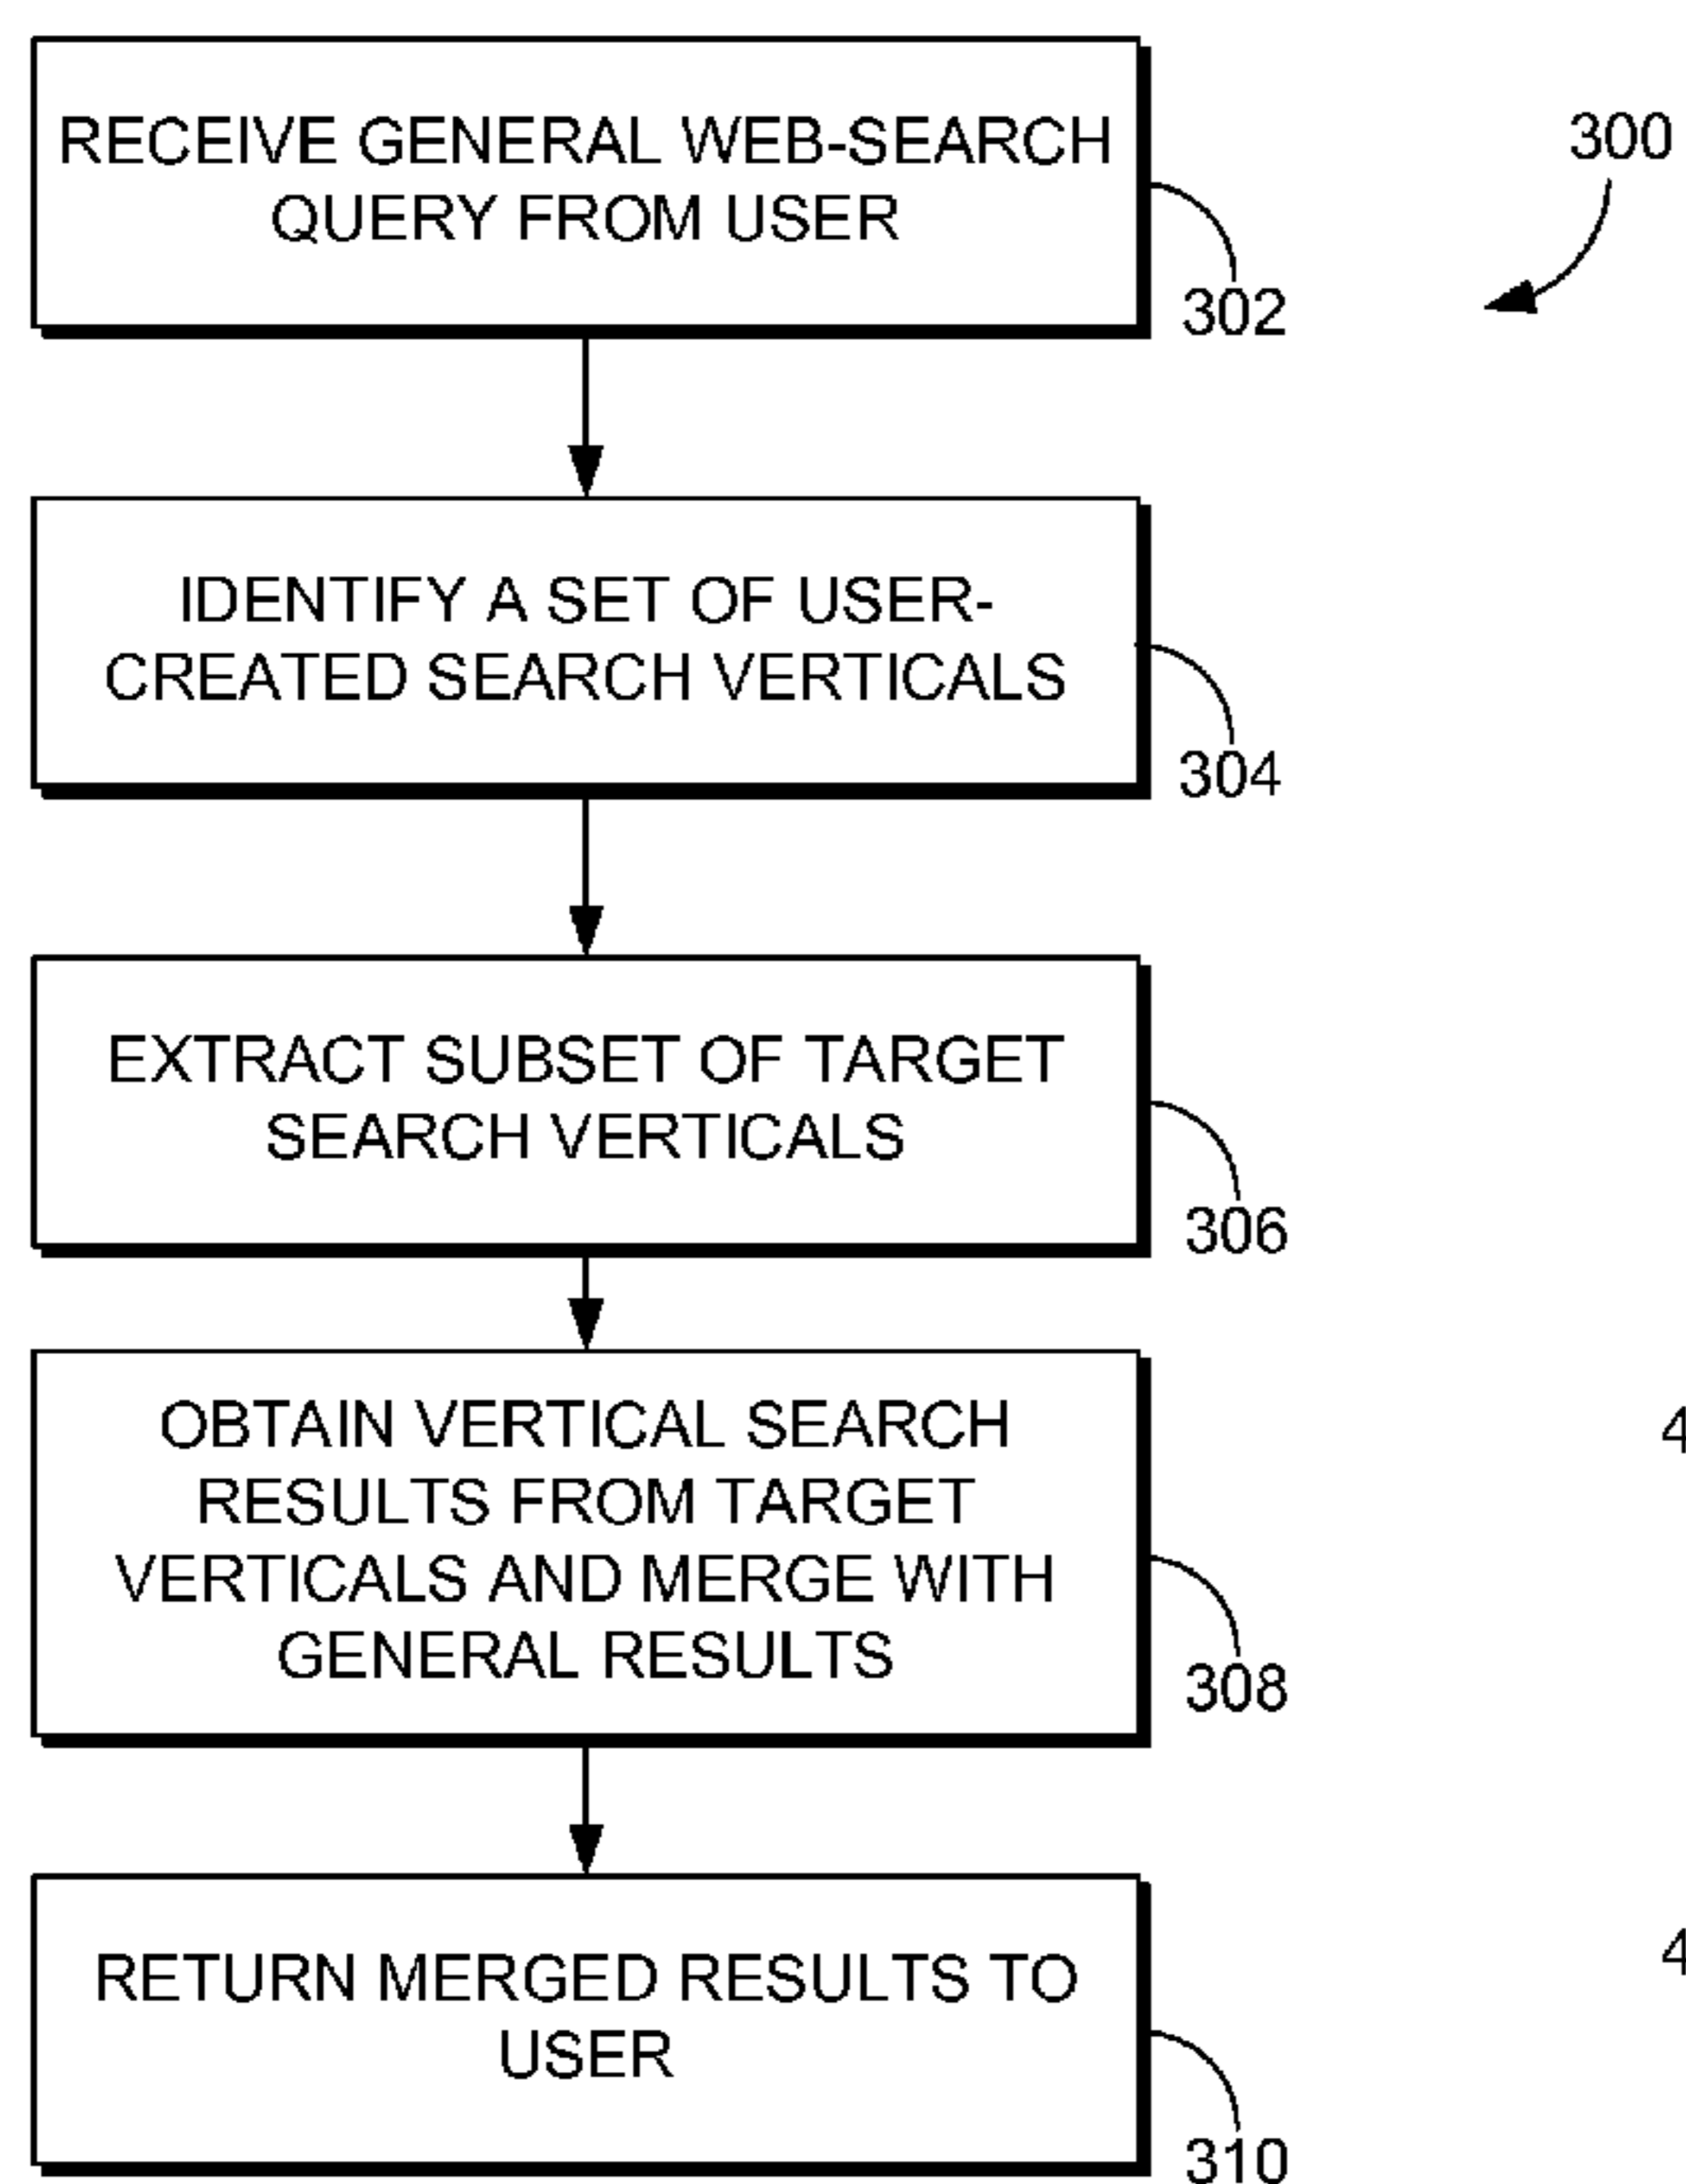 RECEIVE GENERAL WEB-SEARCH
QUERY FROM USER
300
302
IDENTIFY A SET OF USER-
CREATED SEARCH VERTICALS
304
EXTRACT SUBSET OF TARGET
SEARCH VERTICALS
306
OBTAIN VERTICAL SEARCH
RESULTS FROM TARGET
VERTICALS AND MERGE WITH
GENERAL RESULTS
308
4
RETURN MERGED RESULTS TO
USER
310
4